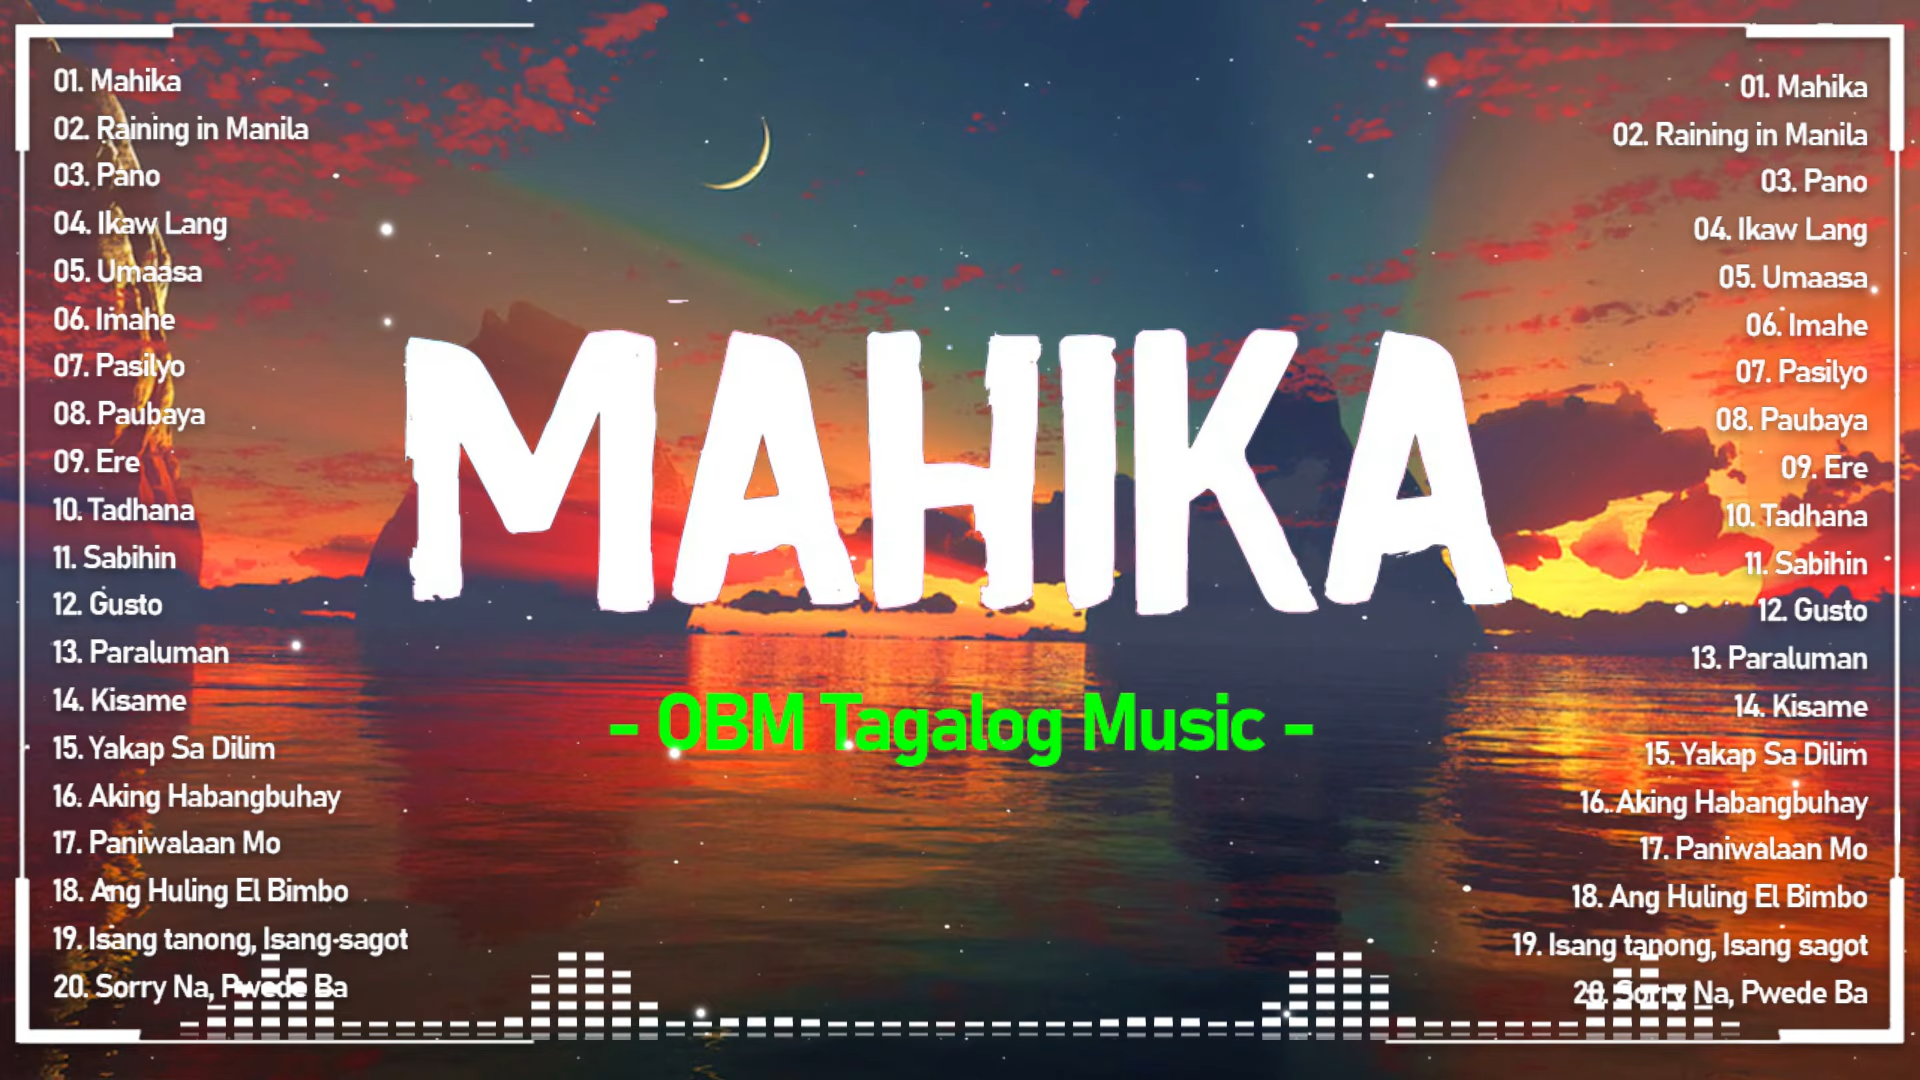 01. Mahika
02. Raining in Manila
03. Pano
04. Ikaw Lang
05. Umaasa
06. Imahe
07. Pasilyo
08. Paubaya
09. Ere
10. Tadhana
11. Sabihin
12. Gusto
13. Paraluman
14. Kisame
15. Yakap Sa Dilim
16. Aking Habangbuhay
17. Paniwalaan Mo
18. Ang Huling El Bimbo
19. Isang tanong, Isang sagot
20. Sorry Na, Pwede Ba
MAHIKA
- OBM Tagalog Music -
01. Mahika
02. Raining in Manila
03. Pano
04. Ikaw Lang
05. Umaasa
06. Imahe
07. Pasilyo
08. Paubaya
09. Ere
10. Tadhana
11. Sabihin
12. Gusto
13. Paraluman
14. Kisame
15. Yakap Sa Dilim
16. Aking Habangbuhay
17. Paniwalaan Mo
18. Ang Huling El Bimbo
19. Isang tanong, Isang sagot
20. Sorry Na, Pwede Ba